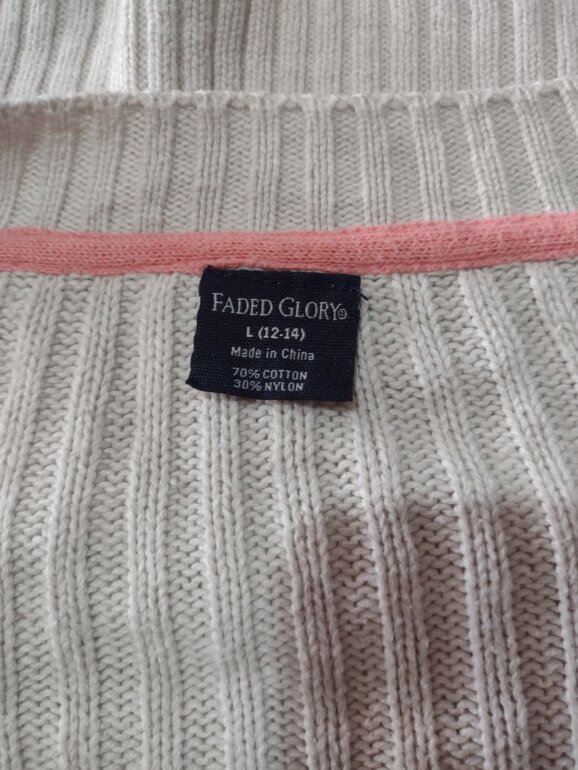 FADED GLORY®
L (12-14)
Made in China
70% COTTON
30% NYLON